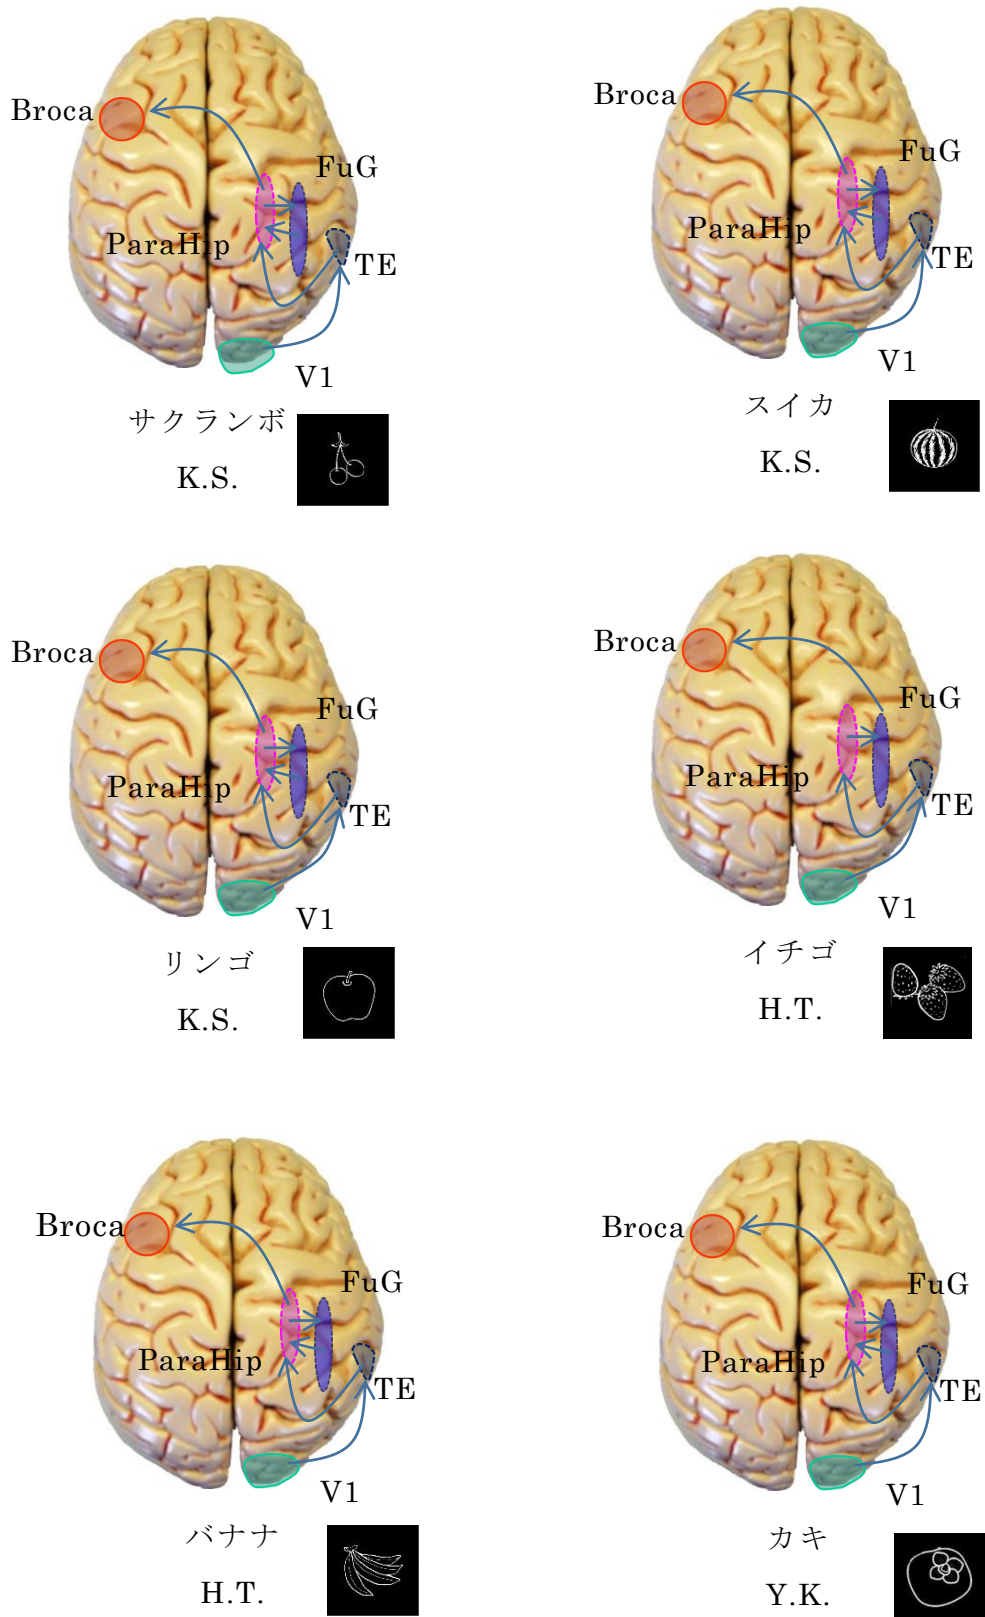 Broca
FuG
ParaHip
TE
V1
サクランボ
K.S.
Broca
FuG
ParaHip
TE
V1
スイカ
K.S.
Broca
FuG
ParaHip
TE
V1
リンゴ
K.S.
Broca
FuG
ParaHip
TE
V1
イチゴ
H.T.
Broca
FuG
ParaHip
TE
V1
バナナ
H.T.
Broca
FuG
ParaHip
TE
V1
カキ
Y.K.